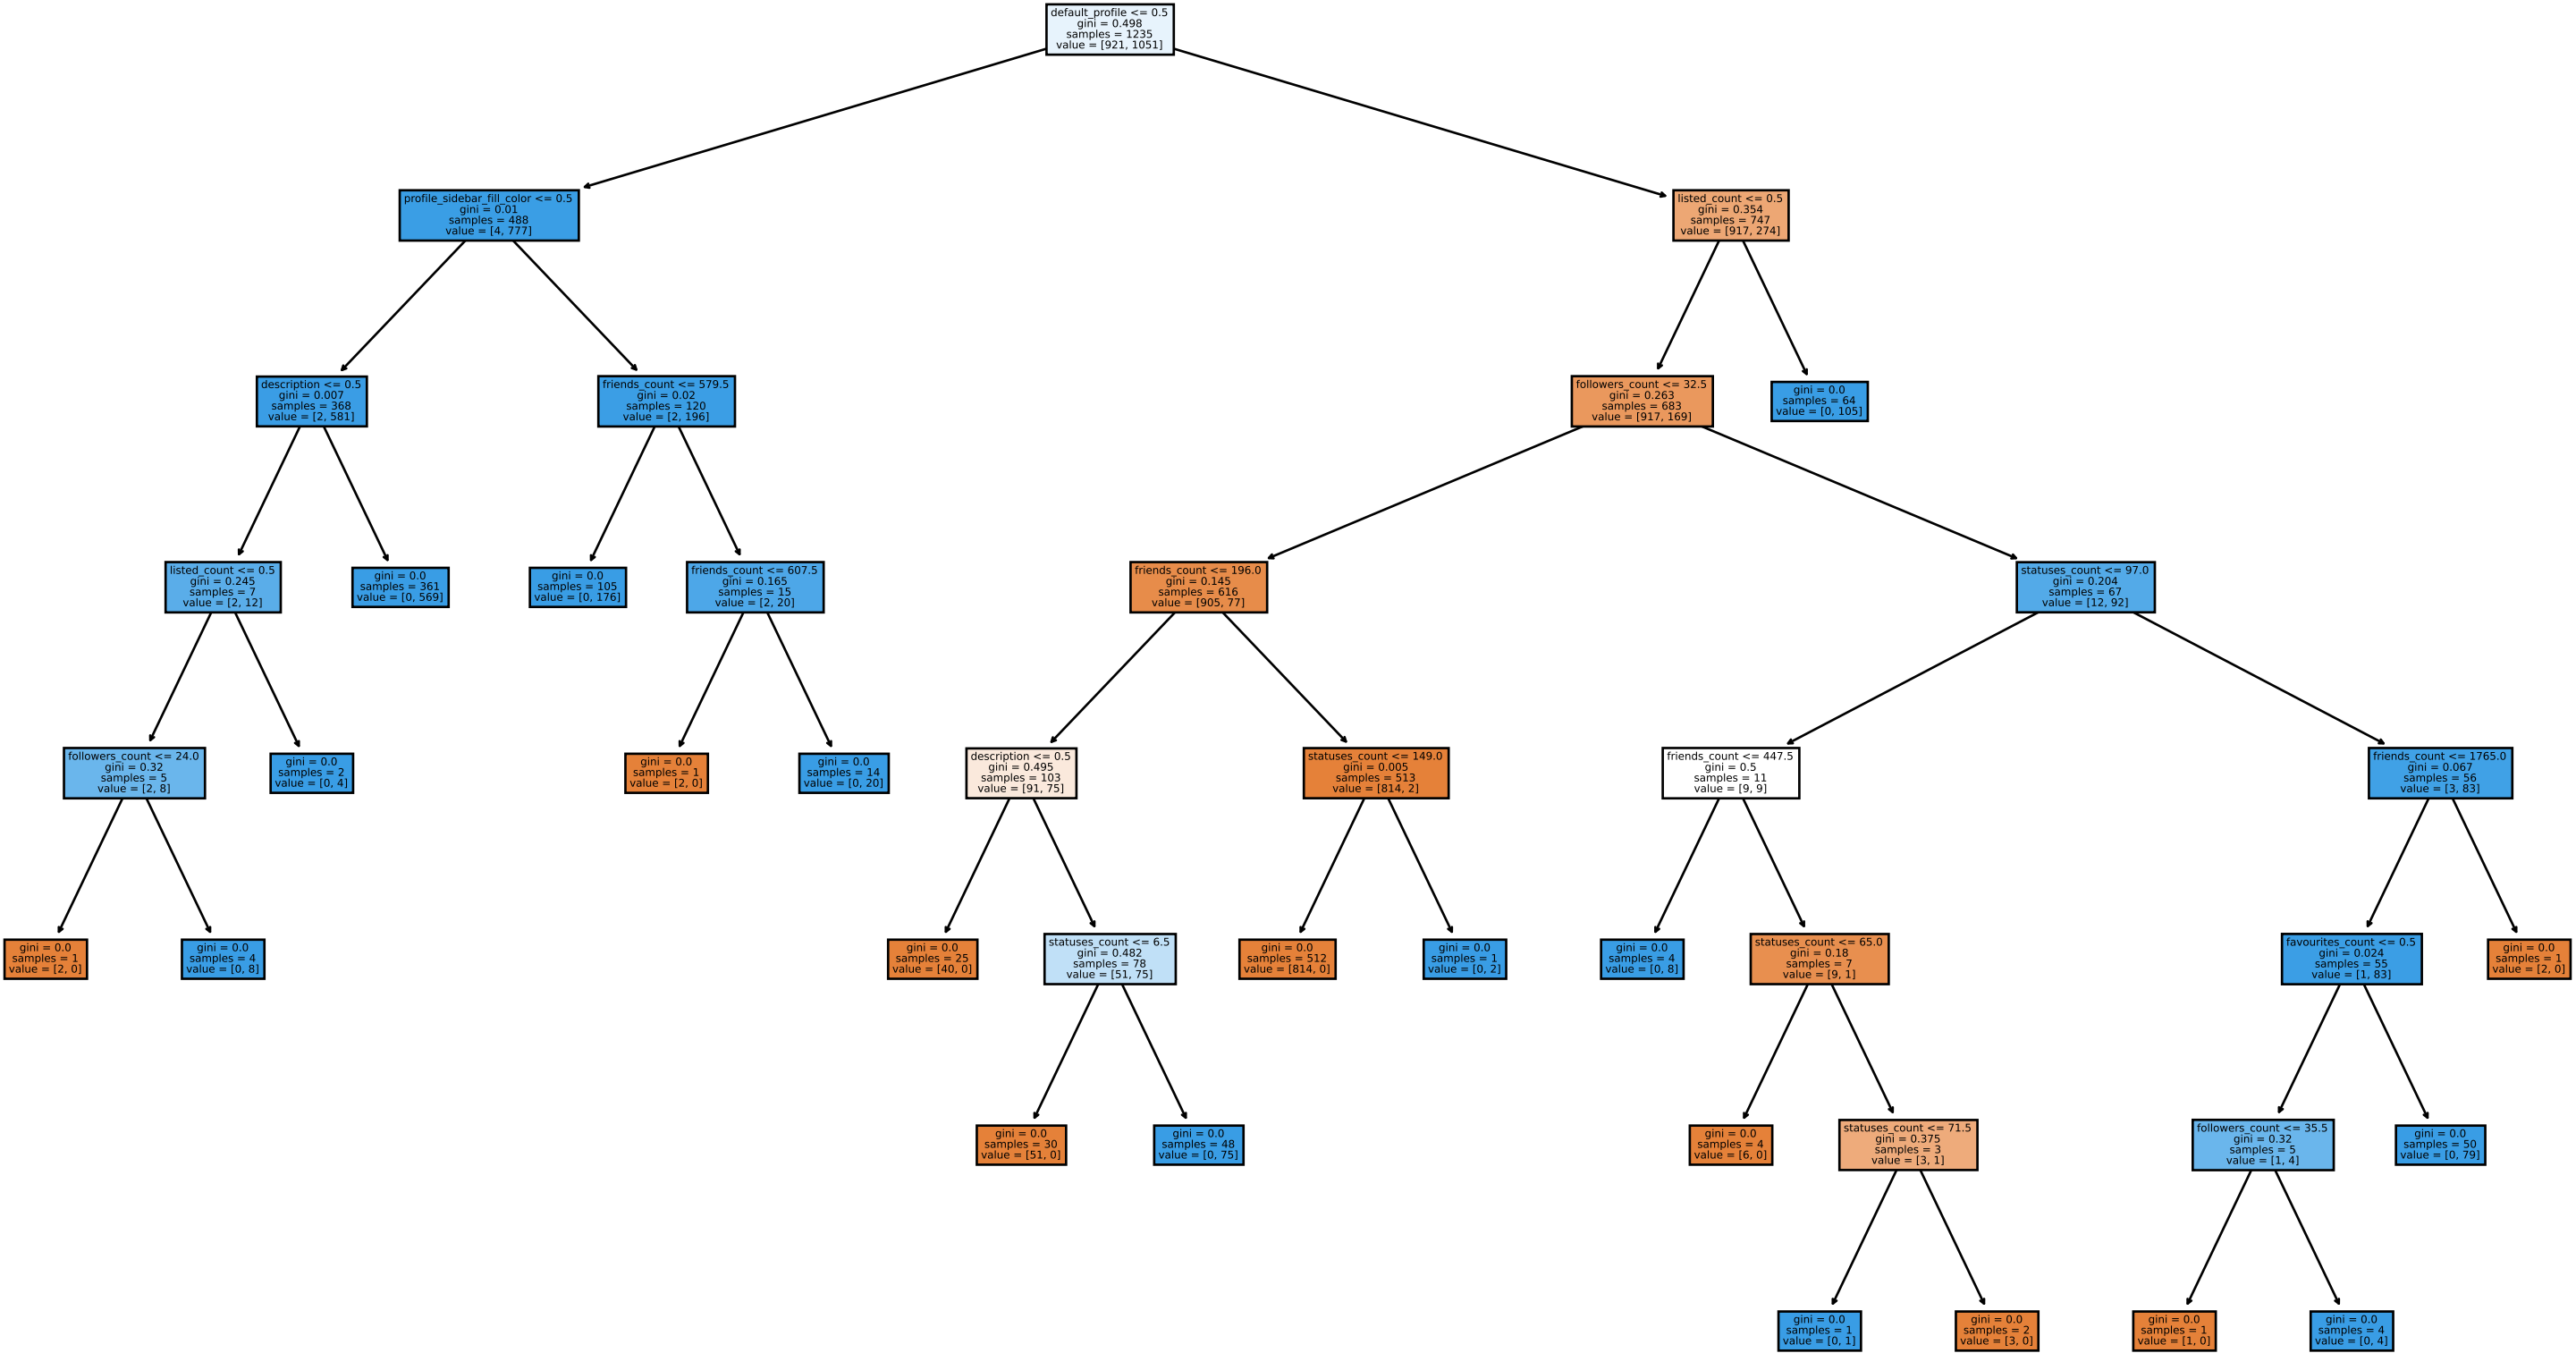 default_profile <= 0.5
gini = 0.498
samples = 1235
value = [921, 1051]
profile_sidebar_fill_color <= 0.5
gini = 0.01
samples = 488
value = [4, 777]
listed_count <= 0.5
gini = 0.354
samples = 747
value = [917, 274]
description <= 0.5
gini = 0.007
samples = 368
value = [2, 581]
friends_count <= 579.5
gini = 0.02
samples = 120
value = [2, 196]
followers_count <= 32.5
gini = 0.263
samples = 683
value = [917, 169]
gini = 0.0
samples = 64
value = [0, 105]
listed_count <= 0.5
gini = 0.245
samples = 7
value = [2, 12]
gini = 0.0
samples = 361
value = [0, 569]
gini = 0.0
samples = 105
value = [0, 176]
friends_count <= 607.5
gini = 0.165
samples = 15
value = [2, 20]
friends_count <= 196.0
gini = 0.145
samples = 616
value = [905, 77]
statuses_count <= 97.0
gini = 0.204
samples = 67
value = [12, 92]
followers_count <= 24.0
gini = 0.32
samples = 5
value = [2, 8]
gini = 0.0
samples = 2
value = [0, 4]
gini = 0.0
samples = 1
value = [2, 0]
gini = 0.0
samples = 14
value = [0, 20]
description <= 0.5
gini = 0.495
samples = 103
value = [91, 75]
statuses_count <= 149.0
gini = 0.005
samples = 513
value = [814, 2]
friends_count <= 447.5
gini = 0.5
samples = 11
value = [9, 9]
friends_count <= 1765.0
gini = 0.067
samples = 56
value = [3, 83]
gini = 0.0
samples = 1
value = [2, 0]
gini = 0.0
samples = 4
value = [0, 8]
gini = 0.0
samples = 25
value = [40, 0]
statuses_count <= 6.5
gini = 0.482
samples = 78
value = [51, 75]
gini = 0.0
samples = 512
value = [814, 0]
gini = 0.0
samples = 1
value = [0, 2]
gini = 0.0
samples = 4
value = [0, 8]
statuses_count <= 65.0
gini = 0.18
samples = 7
value = [9, 1]
favourites_count <= 0.5
gini = 0.024
samples = 55
value = [1, 83]
gini = 0.0
samples = 1
value = [2, 0]
gini = 0.0
samples = 30
value = [51, 0]
gini = 0.0
samples = 48
value = [0, 75]
gini = 0.0
samples = 4
value = [6, 0]
statuses_count <= 71.5
gini = 0.375
samples = 3
value = [3, 1]
followers_count <= 35.5
gini = 0.32
samples = 5
value = [1, 4]
gini = 0.0
samples = 50
value = [0, 79]
gini = 0.0
samples = 1
value = [0, 1]
gini = 0.0
samples = 2
value = [3, 0]
gini = 0.0
samples = 1
value = [1, 0]
gini = 0.0
samples = 4
value = [0, 4]